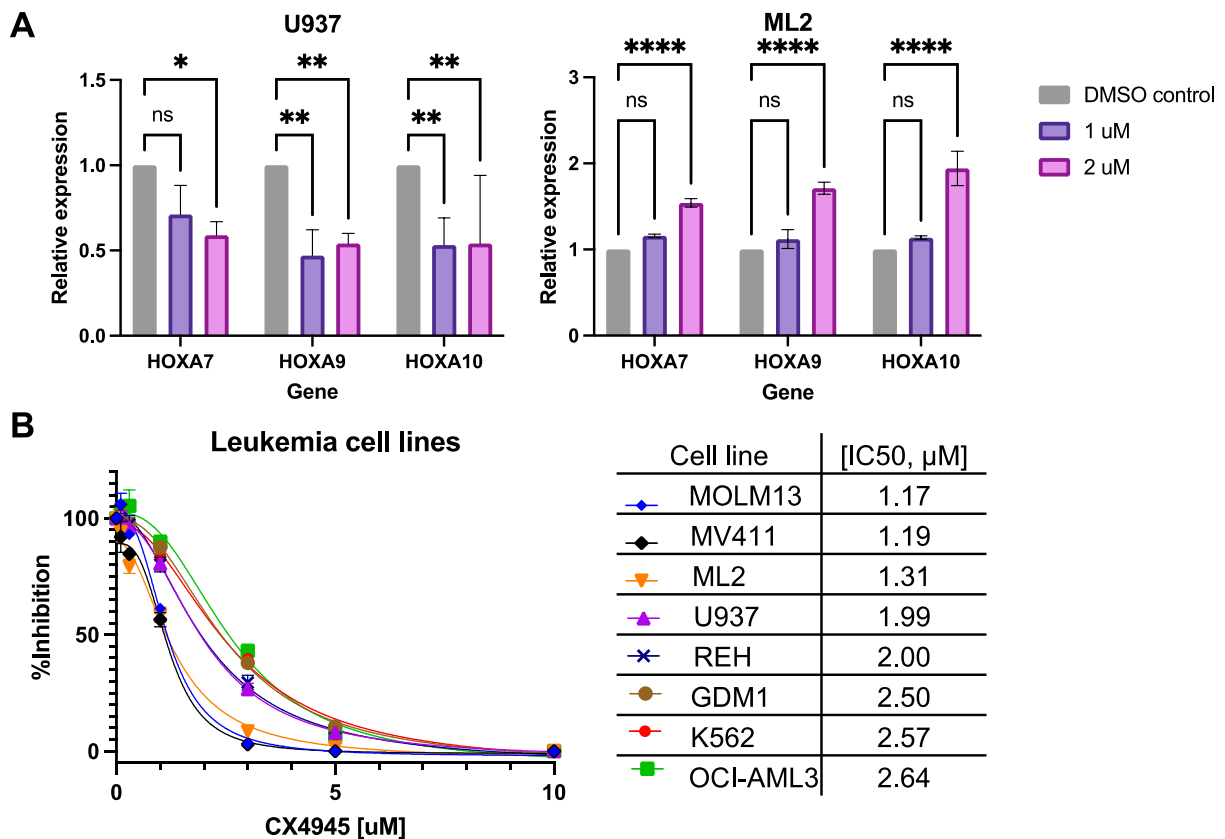 A
U937
Relative expression
1.5
1.0
0.5
0.0
*
ns
**
**
**
**
HOXA7 HOXA9 HOXA10
Gene
ML2
Relative expression
3
2
1
0
****
ns
****
ns
****
ns
HOXA7 HOXA9 HOXA10
Gene
DMSO control
1 uM
2 uM
B
Leukemia cell lines
%Inhibition
100
50
0
0 5 10
CX4945 [uM]
Cell line [IC50, µM]
MOLM13 1.17
MV411 1.19
ML2 1.31
U937 1.99
REH 2.00
GDM1 2.50
K562 2.57
OCI-AML3 2.64